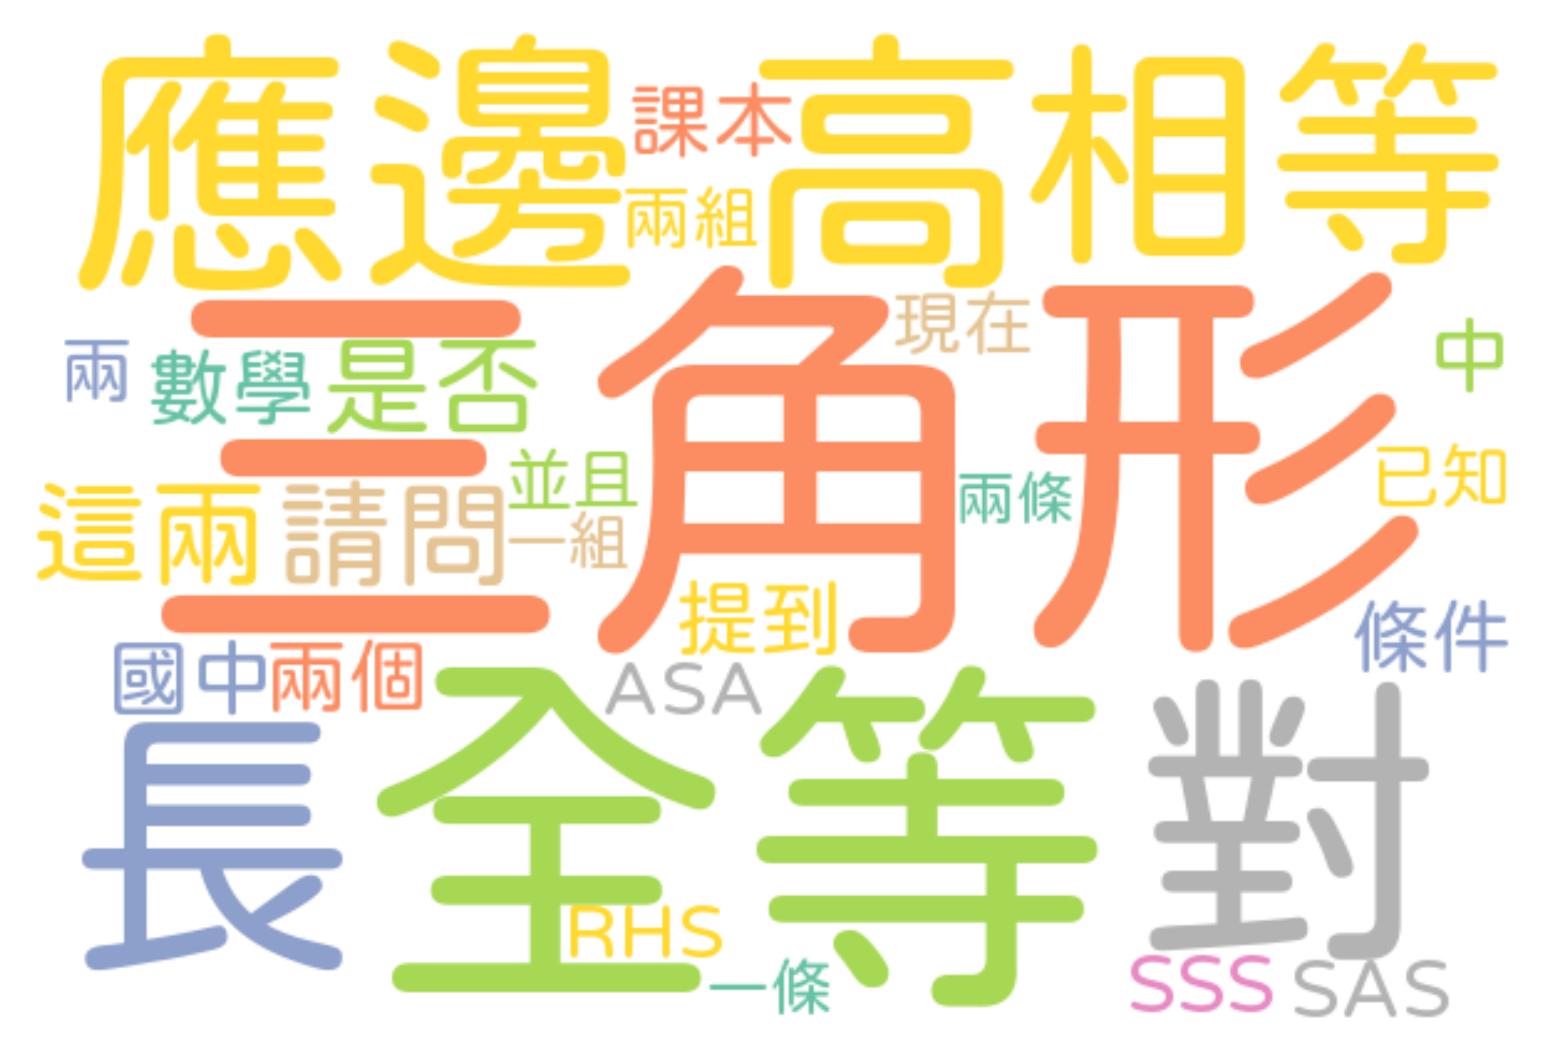 應 邊 高 相等
課本
兩組
三角形
現在
中
兩 數學 是否
並且
已知
兩條
這兩 請問
一組
提到
條件
國中 兩個
ASA
長 全等 對
RHS
一條
SSS SAS